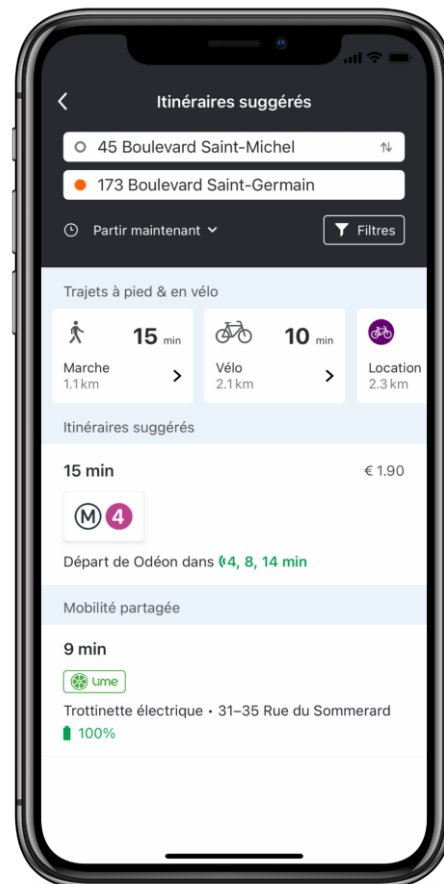 Itinéraires suggérés
45 Boulevard Saint-Michel
173 Boulevard Saint-Germain
Partir maintenant
Filtres
Trajets à pied & en vélo
15 min
Marche
1.1 km
10 min
Vélo
2.1 km
Location
2.3 km
Itinéraires suggérés
15 min € 1.90
M 4
Départ de Odéon dans 4, 8, 14 min
Mobilité partagée
9 min
Lime
Trottinette électrique • 31–35 Rue du Sommerard
100%